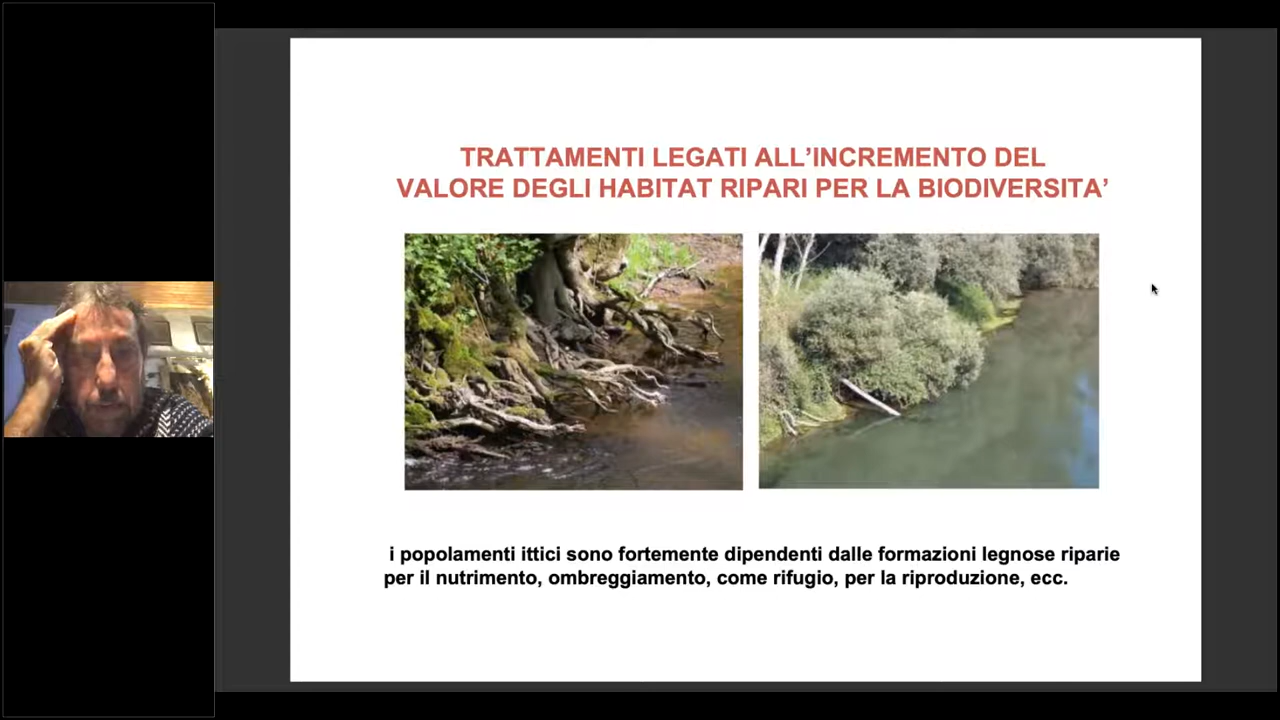 TRATTAMENTI LEGATI ALL’INCREMENTO DEL
VALORE DEGLI HABITAT RIPARI PER LA BIODIVERSITA’
i popolamenti ittici sono fortemente dipendenti dalle formazioni legnose riparie
per il nutrimento, ombreggiamento, come rifugio, per la riproduzione, ecc.